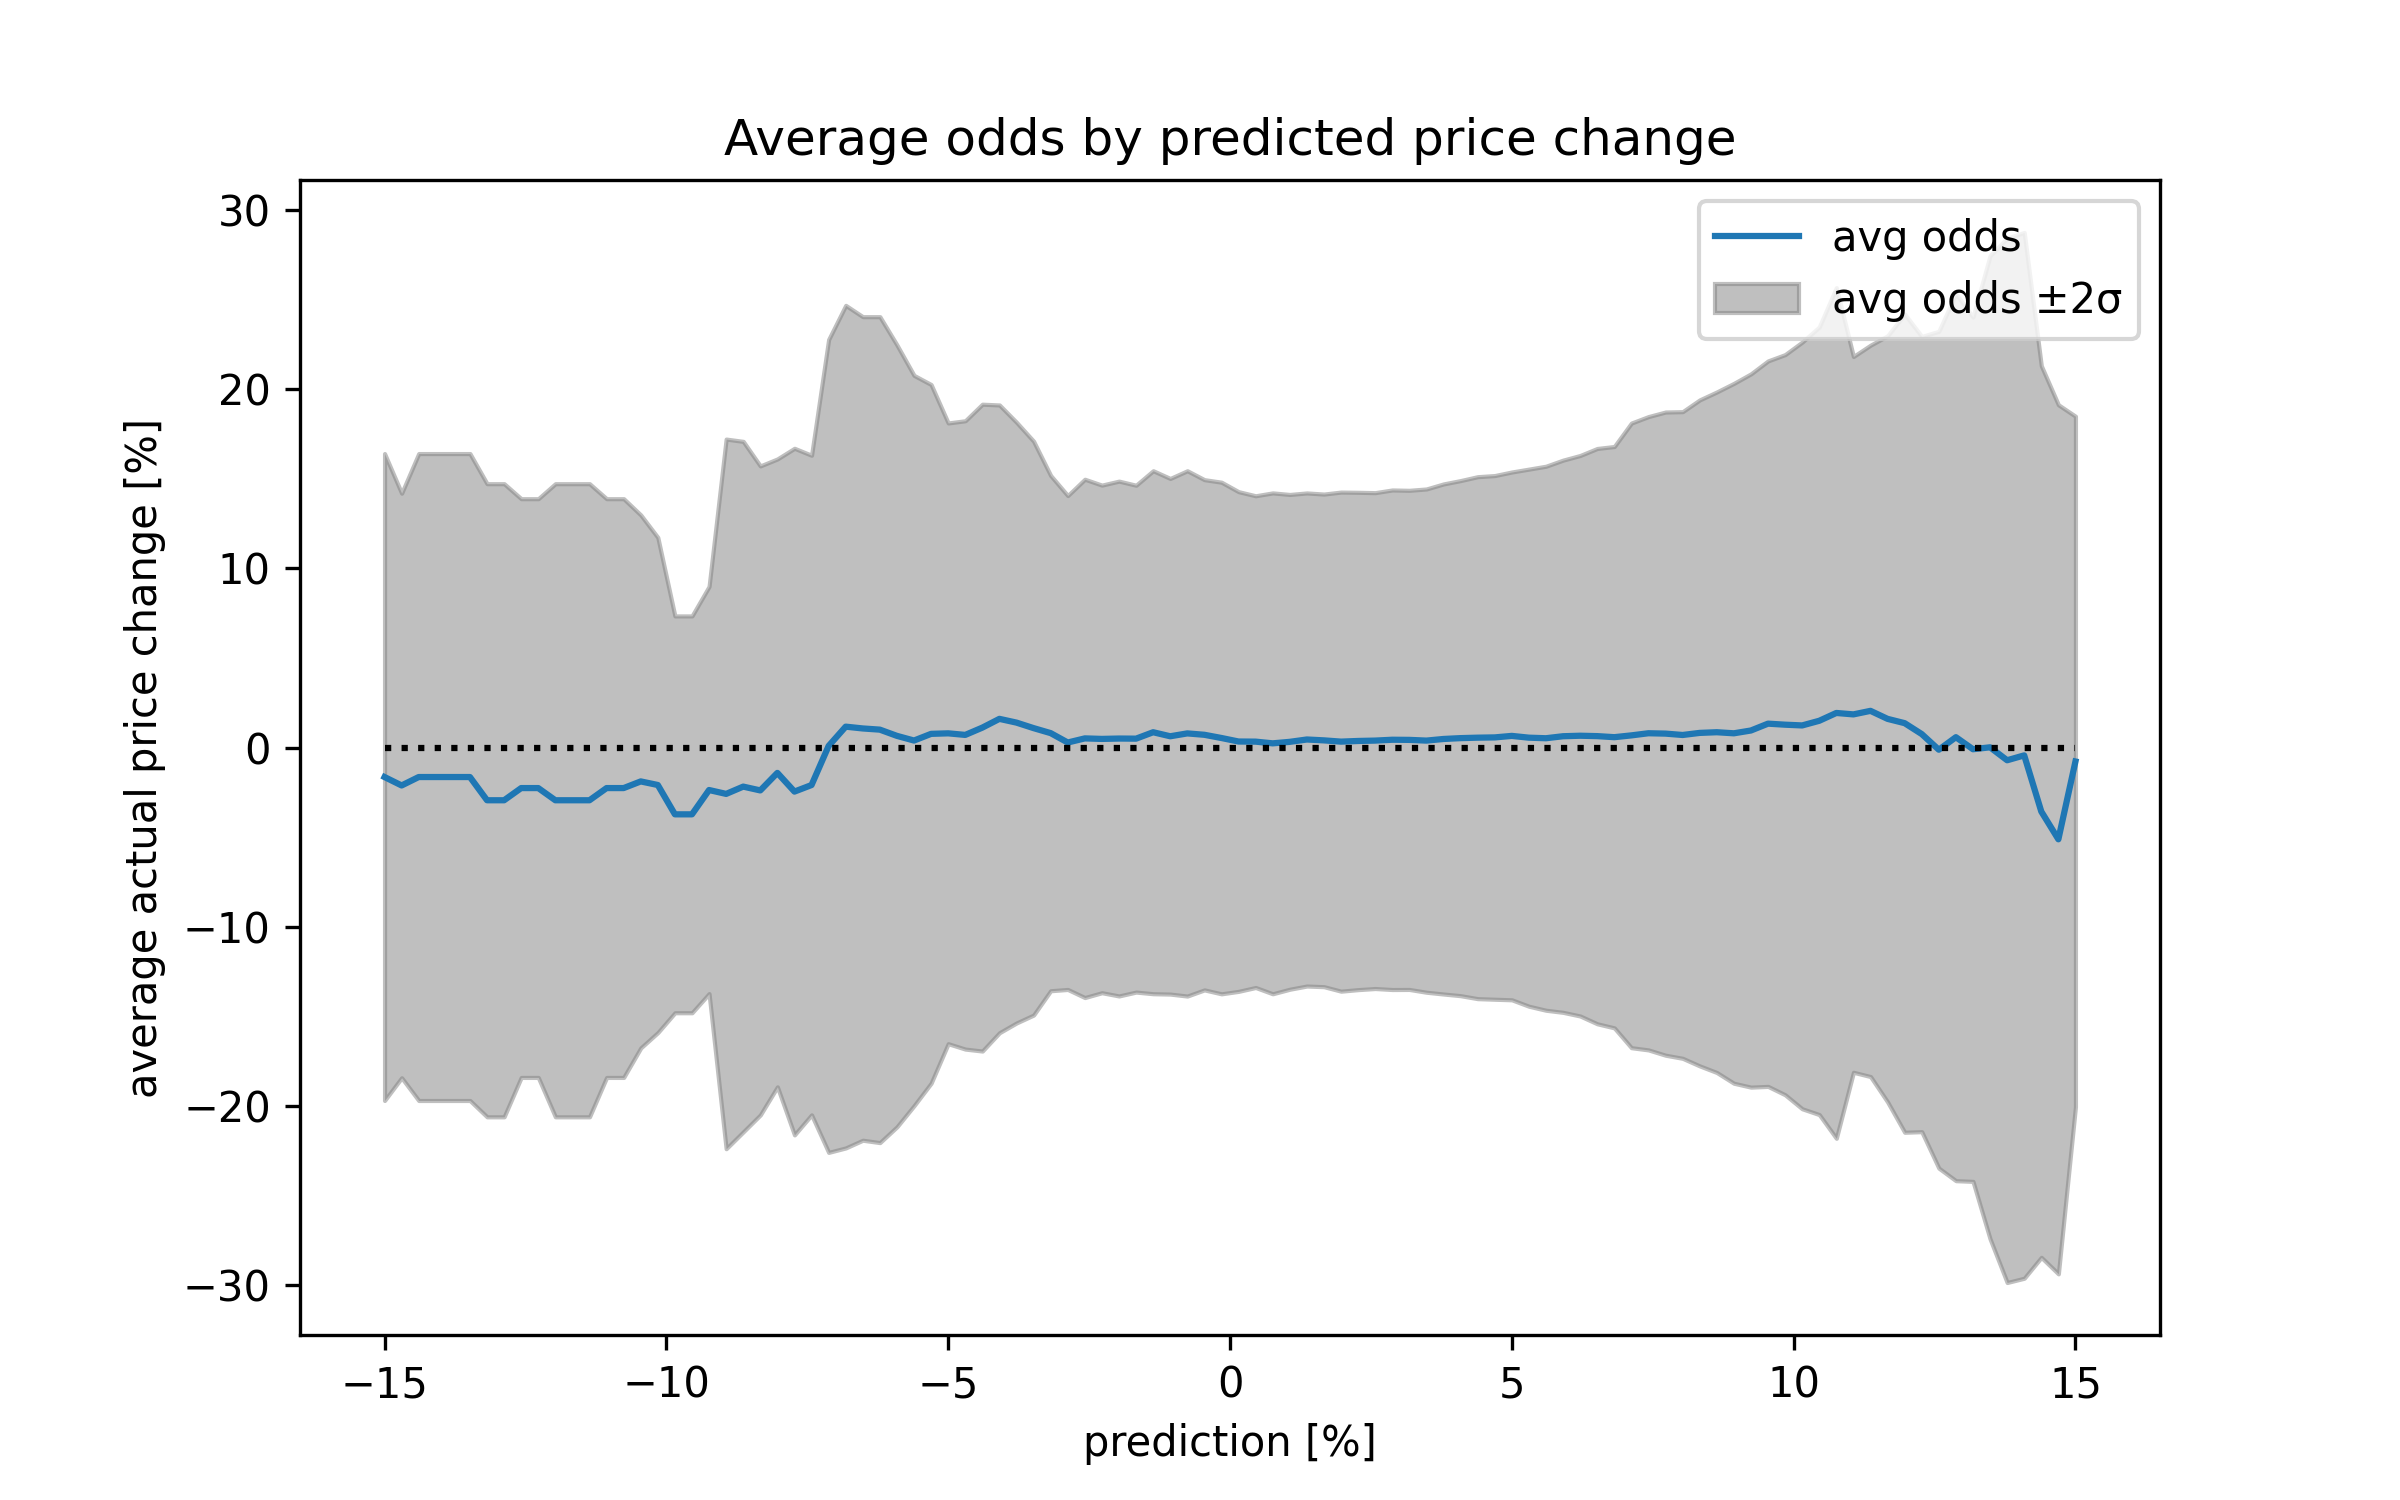 Average odds by predicted price change
avg odds
avg odds ±2σ
average actual price change [%]
30
20
10
0
−10
−20
−30
−15
−10
−5
0
5
10
15
prediction [%]